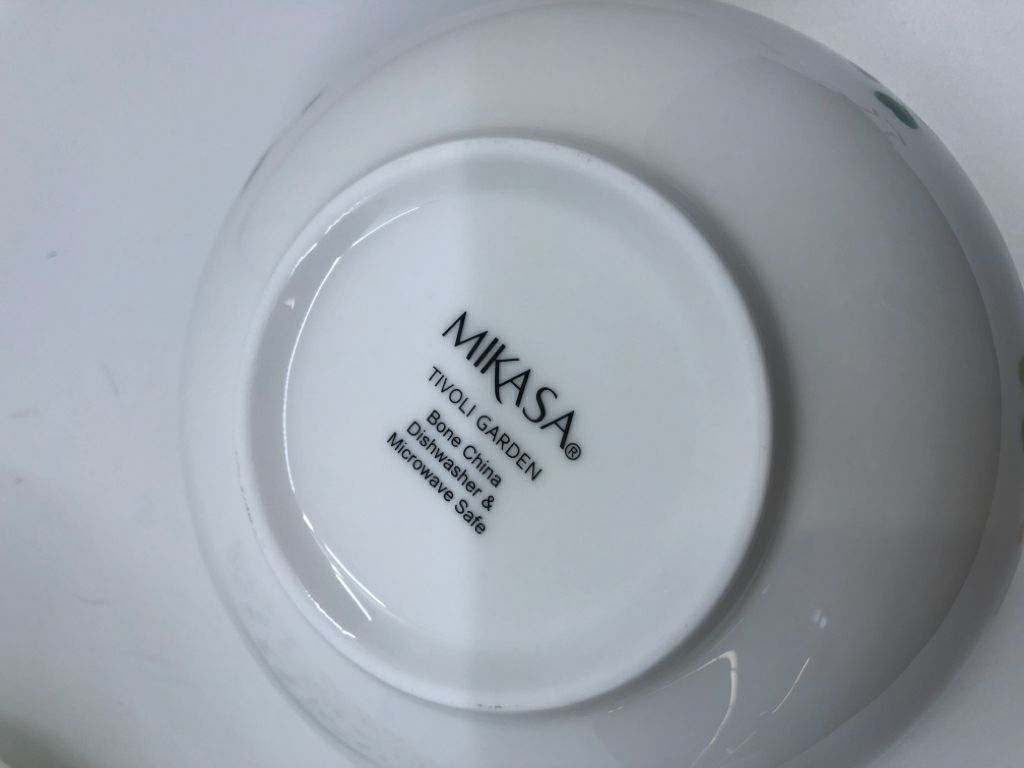 MIKASA®
TIVOLI GARDEN
Bone China
Dishwasher &
Microwave Safe